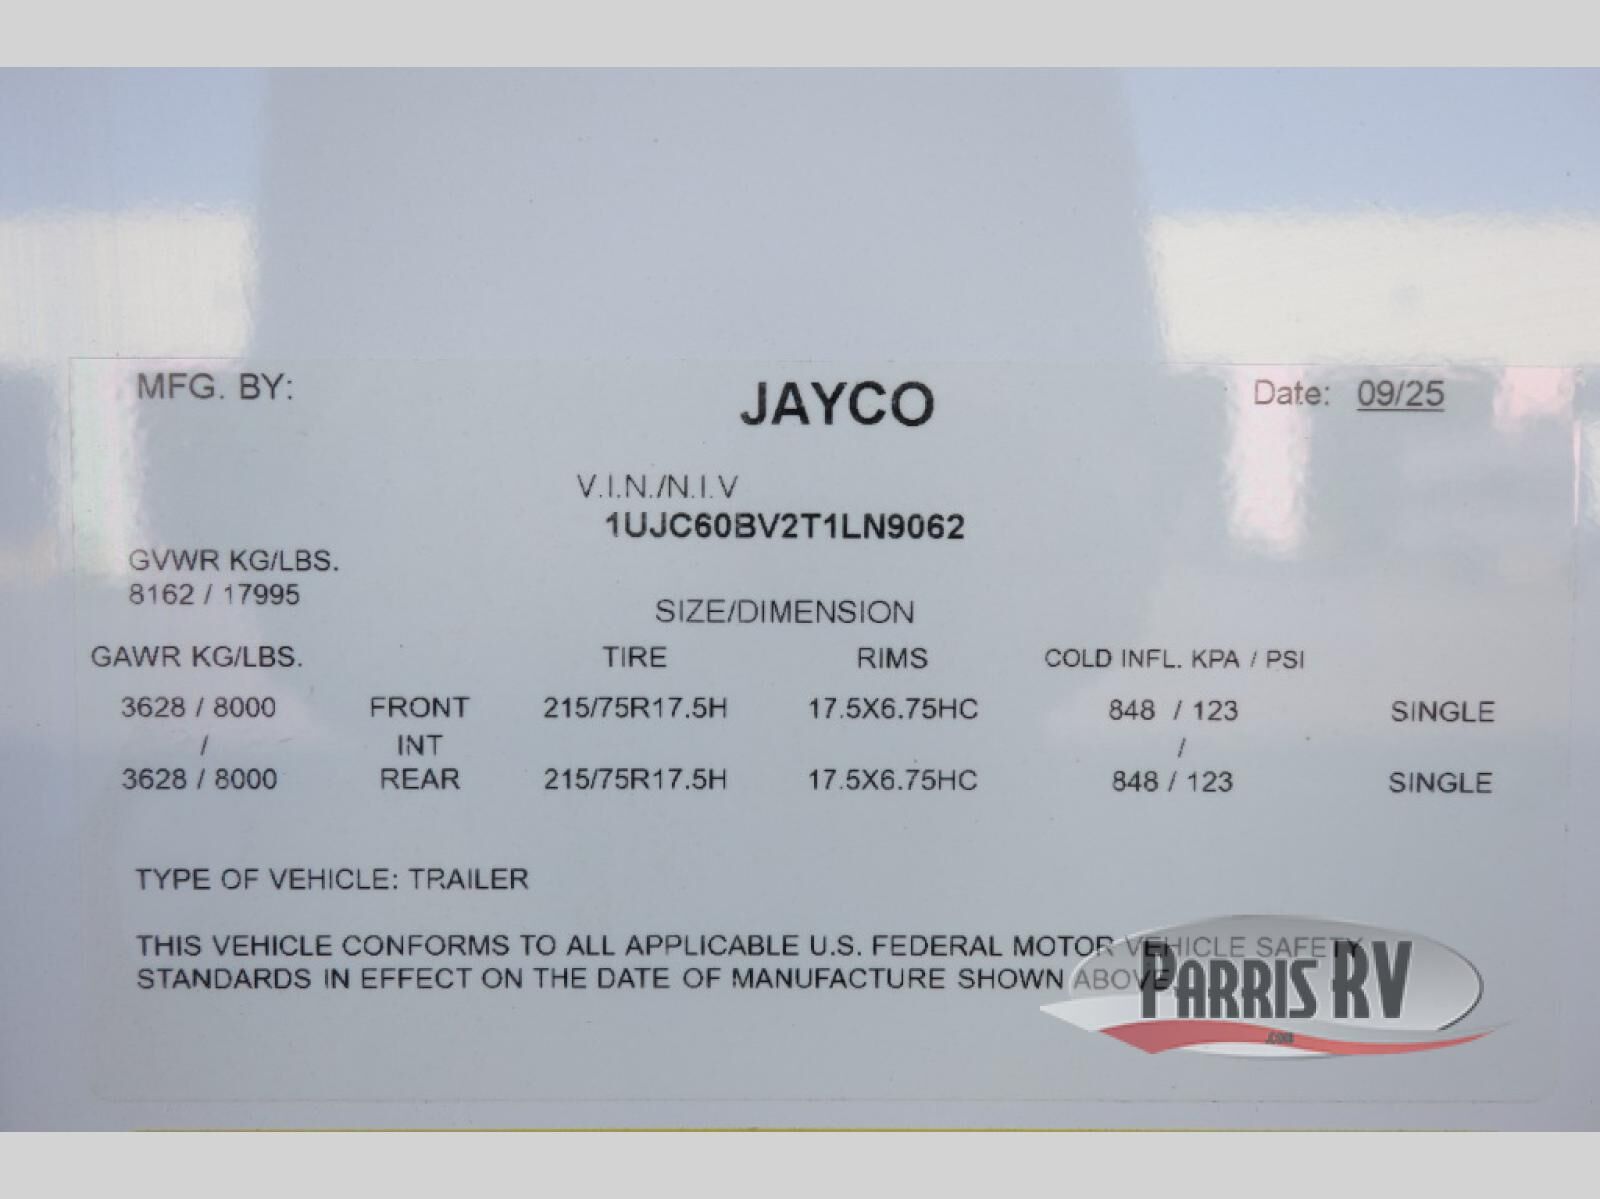 MFG. BY: JAYCO Date: 09/25
V.I.N./N.I.V
1UJC60BV2T1LN9062
GVWR KG/LBS.
8162 / 17995
SIZE/DIMENSION
GAWR KG/LBS. TIRE RIMS COLD INFL. KPA / PSI
3628 / 8000 FRONT 215/75R17.5H 17.5X6.75HC 848 / 123 SINGLE
/ INT /
3628 / 8000 REAR 215/75R17.5H 17.5X6.75HC 848 / 123 SINGLE
TYPE OF VEHICLE: TRAILER
THIS VEHICLE CONFORMS TO ALL APPLICABLE U.S. FEDERAL MOTOR VEHICLE SAFETY
STANDARDS IN EFFECT ON THE DATE OF MANUFACTURE SHOWN ABOVE
PARRIS RV
.COM